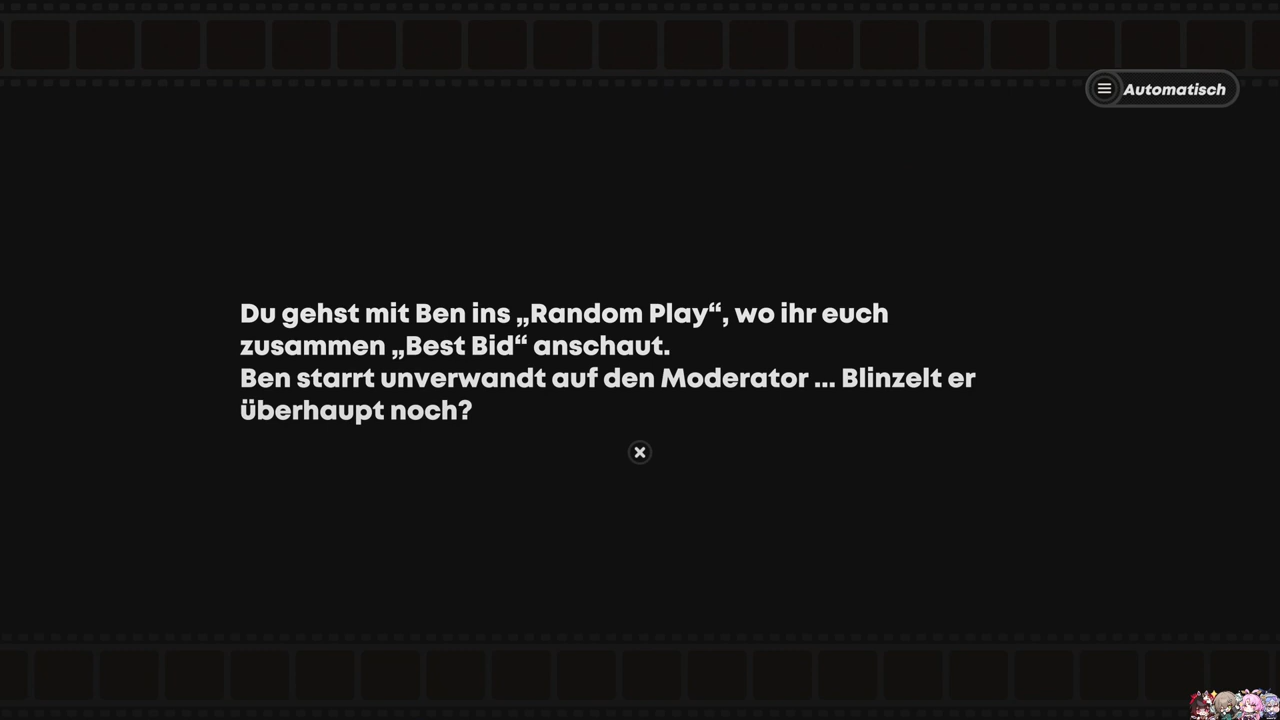 Automatisch
Du gehst mit Ben ins „Random Play“, wo ihr euch
zusammen „Best Bid“ anschaut.
Ben starrt unverwandt auf den Moderator ... Blinzelt er
überhaupt noch?